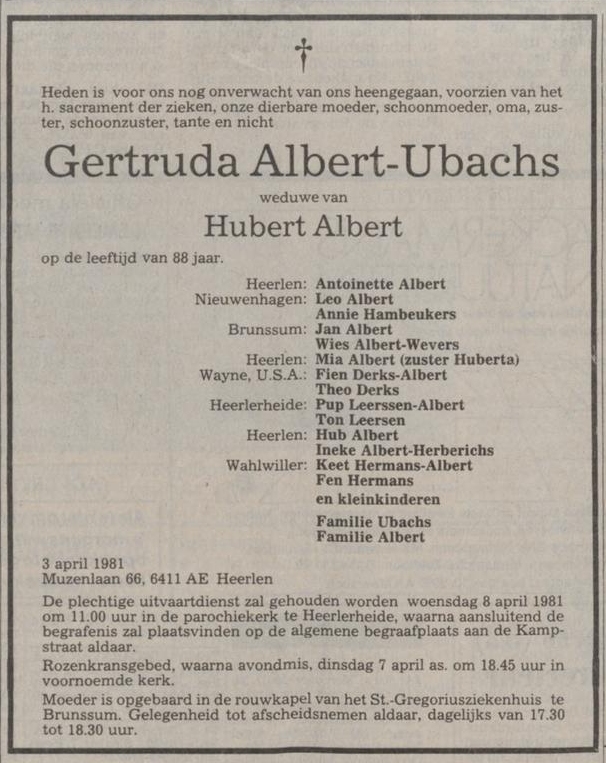 Heden is voor ons nog onverwacht van ons heengegaan, voorzien van het
h. sacrament der zieken, onze dierbare moeder, schoonmoeder, oma, zus-
ter, schoonzuster, tante en nicht
Gertruda Albert-Ubachs
weduwe van
Hubert Albert
op de leeftijd van 88 jaar.
Heerlen: Antoinette Albert
Nieuwenhagen: Leo Albert
Annie Hambeukers
Brunssum: Jan Albert
Wies Albert-Wevers
Heerlen: Mia Albert (zuster Huberta)
Wayne, U.S.A.: Fien Derks-Albert
Theo Derks
Heerlerheide: Pup Leerssen-Albert
Ton Leersen
Heerlen: Hub Albert
Ineke Albert-Herberichs
Wahlwiller: Keet Hermans-Albert
Fen Hermans
en kleinkinderen
Familie Ubachs
Familie Albert
3 april 1981
Muzenlaan 66, 6411 AE Heerlen
De plechtige uitvaartdienst zal gehouden worden woensdag 8 april 1981
om 11.00 uur in de parochiekerk te Heerlerheide, waarna aansluitend de
begrafenis zal plaatsvinden op de algemene begraafplaats aan de Kamp-
straat aldaar.
Rozenkransgebed, waarna avondmis, dinsdag 7 april as. om 18.45 uur in
voornoemde kerk.
Moeder is opgebaard in de rouwkapel van het St.-Gregoriusziekenhuis te
Brunssum. Gelegenheid tot afscheidsnemen aldaar, dagelijks van 17.30
tot 18.30 uur.